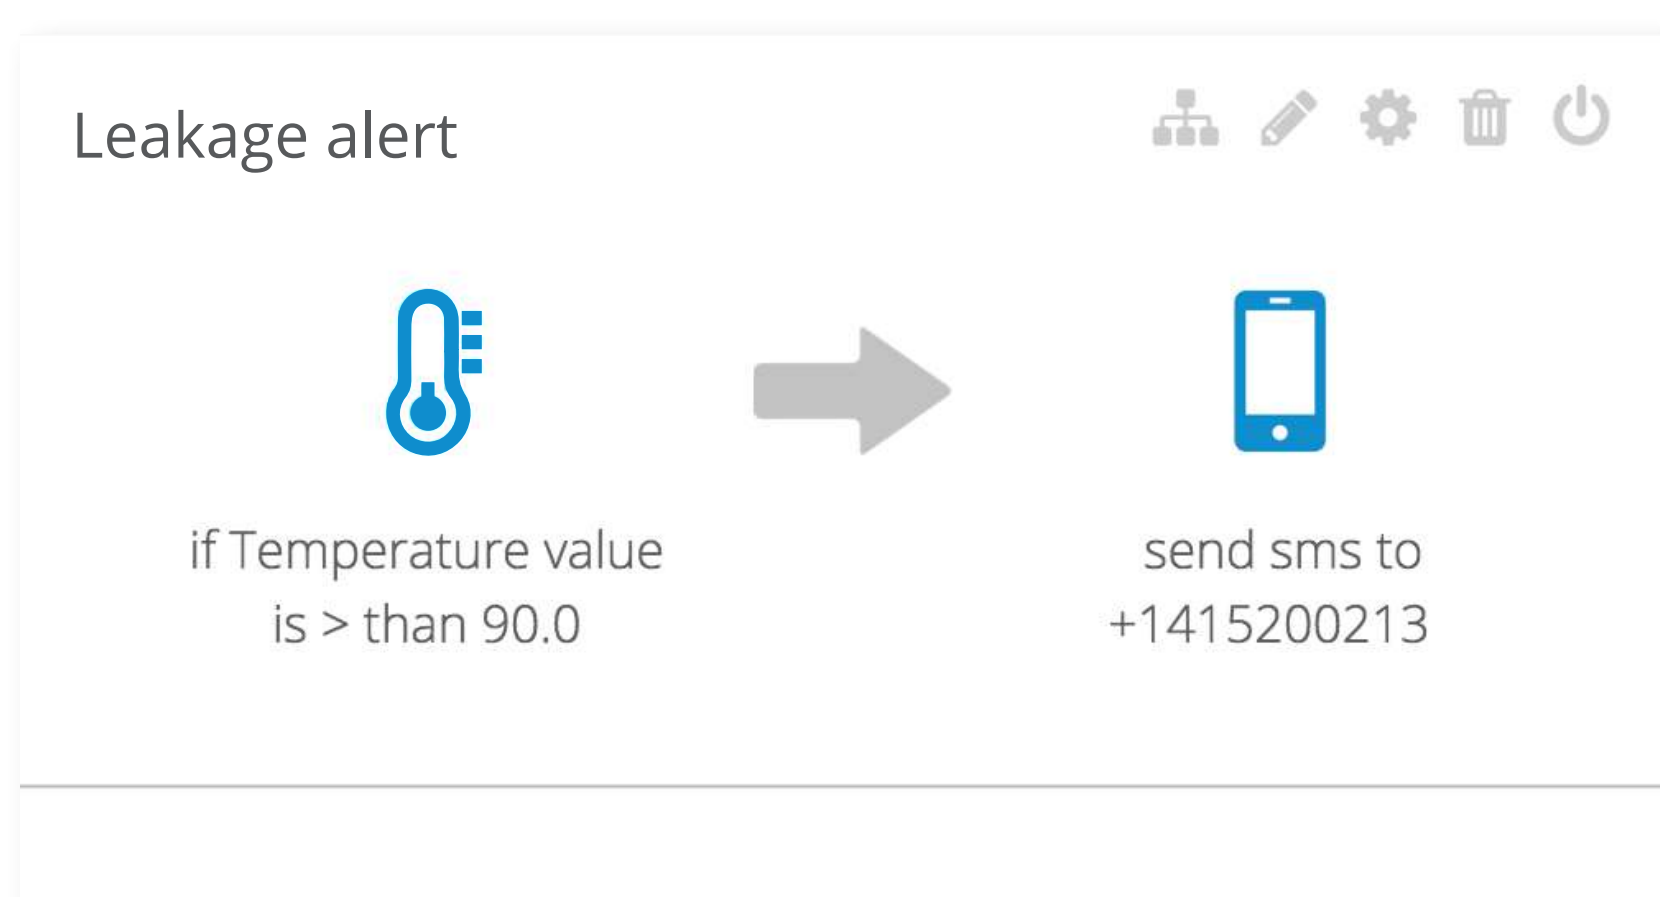 Leakage alert
if Temperature value
is > than 90.0
send sms to
+1415200213